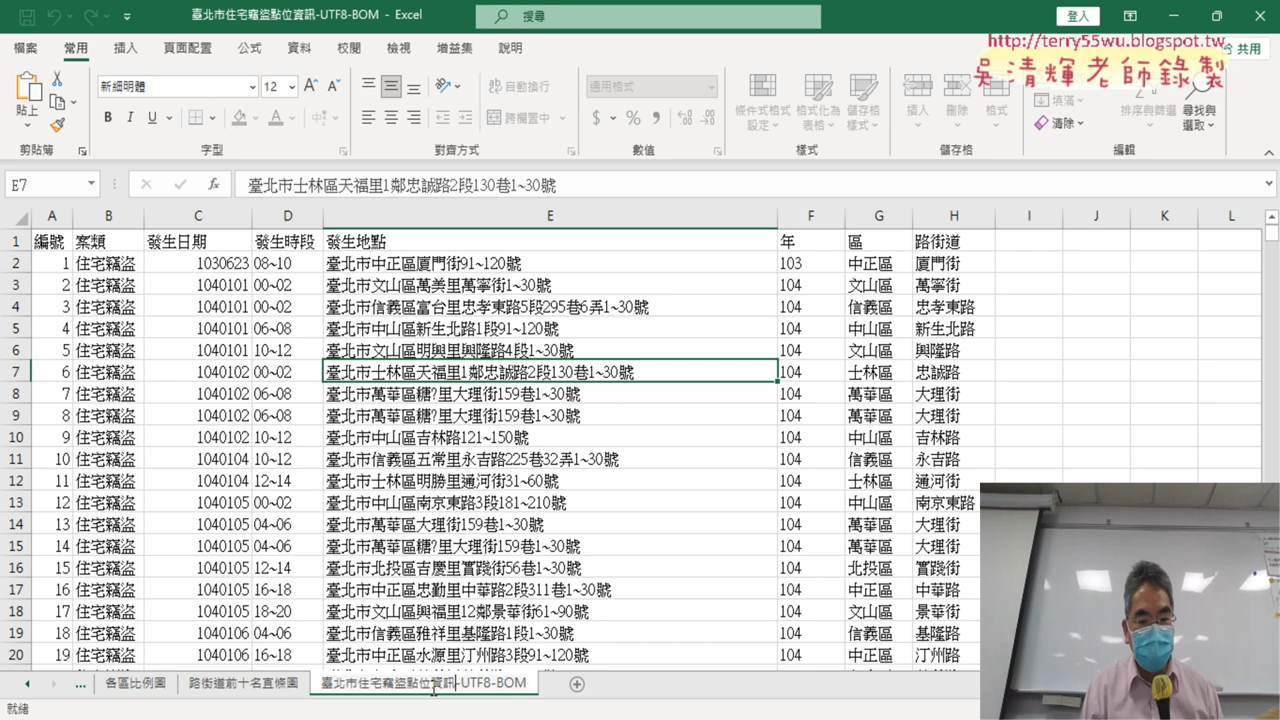 臺北市住宅竊盜點位資訊-UTF8-BOM - Excel
搜尋
登入
檔案 常用 插入 頁面配置 公式 資料 校閱 檢視 增益集 說明
http://terry55wu.blogspot.tw
共用
吳清輝老師錄製
貼上
新細明體 12
自動換行
跨欄置中
通用格式
條件式格式設定
格式化為表格
儲存格樣式
插入 刪除 格式
填滿
清除
排序與篩選
尋找與選取
剪貼簿 字型 對齊方式 數值 樣式 儲存格 編輯
E7 fx 臺北市士林區天福里1鄰忠誠路2段130巷1~30號
A B C D E F G H I J K L
1 編號 案類 發生日期 發生時段 發生地點 年 區 路街道
2 1 住宅竊盜 1030623 08~10 臺北市中正區廈門街91~120號 103 中正區 廈門街
3 2 住宅竊盜 1040101 00~02 臺北市文山區萬美里萬寧街1~30號 104 文山區 萬寧街
4 3 住宅竊盜 1040101 00~02 臺北市信義區富台里忠孝東路5段295巷6弄1~30號 104 信義區 忠孝東路
5 4 住宅竊盜 1040101 06~08 臺北市中山區新生北路1段91~120號 104 中山區 新生北路
6 5 住宅竊盜 1040101 10~12 臺北市文山區明興里興隆路4段1~30號 104 文山區 興隆路
7 6 住宅竊盜 1040102 00~02 臺北市士林區天福里1鄰忠誠路2段130巷1~30號 104 士林區 忠誠路
8 7 住宅竊盜 1040102 06~08 臺北市萬華區糖?里大理街159巷1~30號 104 萬華區 大理街
9 8 住宅竊盜 1040102 06~08 臺北市萬華區糖?里大理街159巷1~30號 104 萬華區 大理街
10 9 住宅竊盜 1040102 10~12 臺北市中山區吉林路121~150號 104 中山區 吉林路
11 10 住宅竊盜 1040104 10~12 臺北市信義區五常里永吉路225巷32弄1~30號 104 信義區 永吉路
12 11 住宅竊盜 1040104 12~14 臺北市士林區明勝里通河街31~60號 104 士林區 通河街
13 12 住宅竊盜 1040105 00~02 臺北市中山區南京東路3段181~210號 104 中山區 南京東路
14 13 住宅竊盜 1040105 04~06 臺北市萬華區大理街159巷1~30號 104 萬華區 大理街
15 14 住宅竊盜 1040105 04~06 臺北市萬華區糖?里大理街159巷1~30號 104 萬華區 大理街
16 15 住宅竊盜 1040105 12~14 臺北市北投區吉慶里實踐街56巷1~30號 104 北投區 實踐街
17 16 住宅竊盜 1040105 16~18 臺北市中正區忠勤里中華路2段311巷1~30號 104 中正區 中華路
18 17 住宅竊盜 1040105 18~20 臺北市文山區興福里12鄰景華街61~90號 104 文山區 景華街
19 18 住宅竊盜 1040106 04~06 臺北市信義區雅祥里基隆路1段1~30號 104 信義區 基隆路
20 19 住宅竊盜 1040106 16~18 臺北市中正區水源里汀州路3段91~120號 104 中正區 汀州路
... 各區比例圖 路街道前十名直條圖 臺北市住宅竊盜點位資訊-UTF8-BOM
就緒